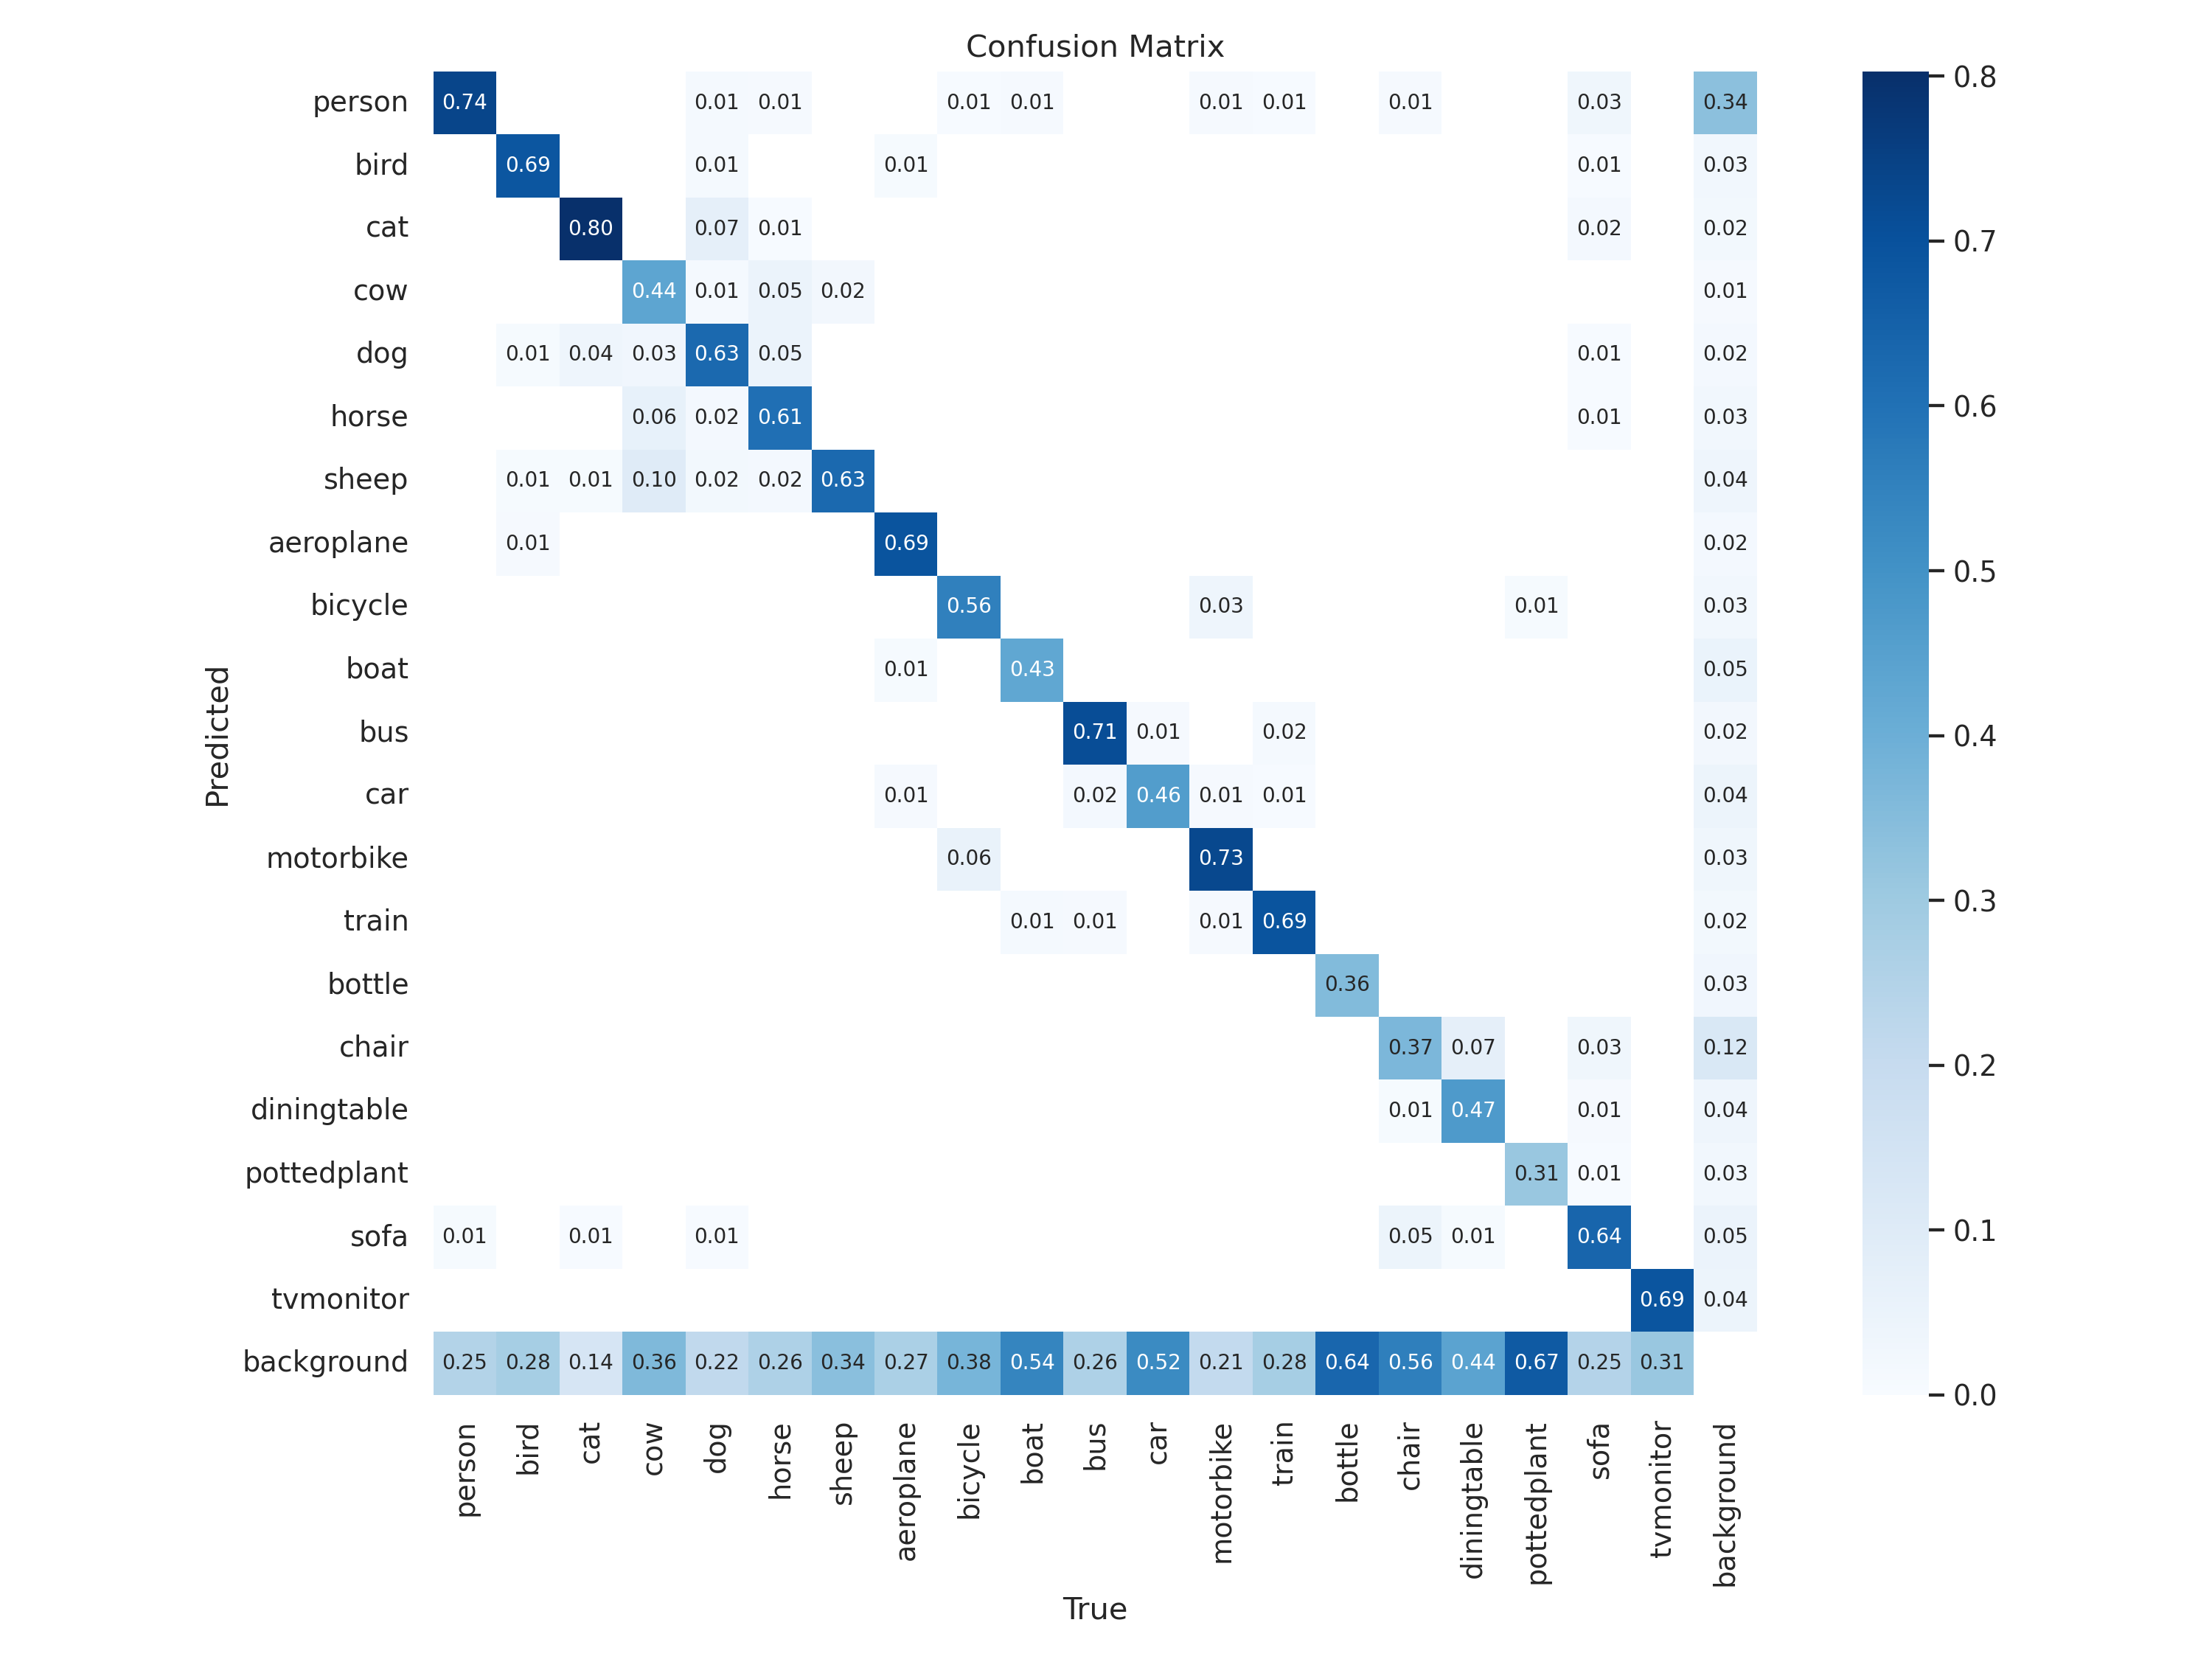 Confusion Matrix
person 0.74 0.01 0.01 0.01 0.01 0.01 0.01 0.01 0.03 0.34
bird 0.69 0.01 0.01 0.01 0.03
cat 0.80 0.07 0.01 0.02 0.02
cow 0.44 0.01 0.05 0.02 0.01
dog 0.01 0.04 0.03 0.63 0.05 0.01 0.02
horse 0.06 0.02 0.61 0.01 0.03
sheep 0.01 0.01 0.10 0.02 0.02 0.63 0.04
aeroplane 0.01 0.69 0.02
bicycle 0.56 0.03 0.01 0.03
boat 0.01 0.43 0.05
bus 0.71 0.01 0.02 0.02
car 0.01 0.02 0.46 0.01 0.01 0.04
motorbike 0.06 0.73 0.03
train 0.01 0.01 0.01 0.69 0.02
bottle 0.36 0.03
chair 0.37 0.07 0.03 0.12
diningtable 0.01 0.47 0.01 0.04
pottedplant 0.31 0.01 0.03
sofa 0.01 0.01 0.01 0.05 0.01 0.64 0.05
tvmonitor 0.69 0.04
background 0.25 0.28 0.14 0.36 0.22 0.26 0.34 0.27 0.38 0.54 0.26 0.52 0.21 0.28 0.64 0.56 0.44 0.67 0.25 0.31
person bird cat cow dog horse sheep aeroplane bicycle boat bus car motorbike train bottle chair diningtable pottedplant sofa tvmonitor background
True
Predicted
0.8
0.7
0.6
0.5
0.4
0.3
0.2
0.1
0.0